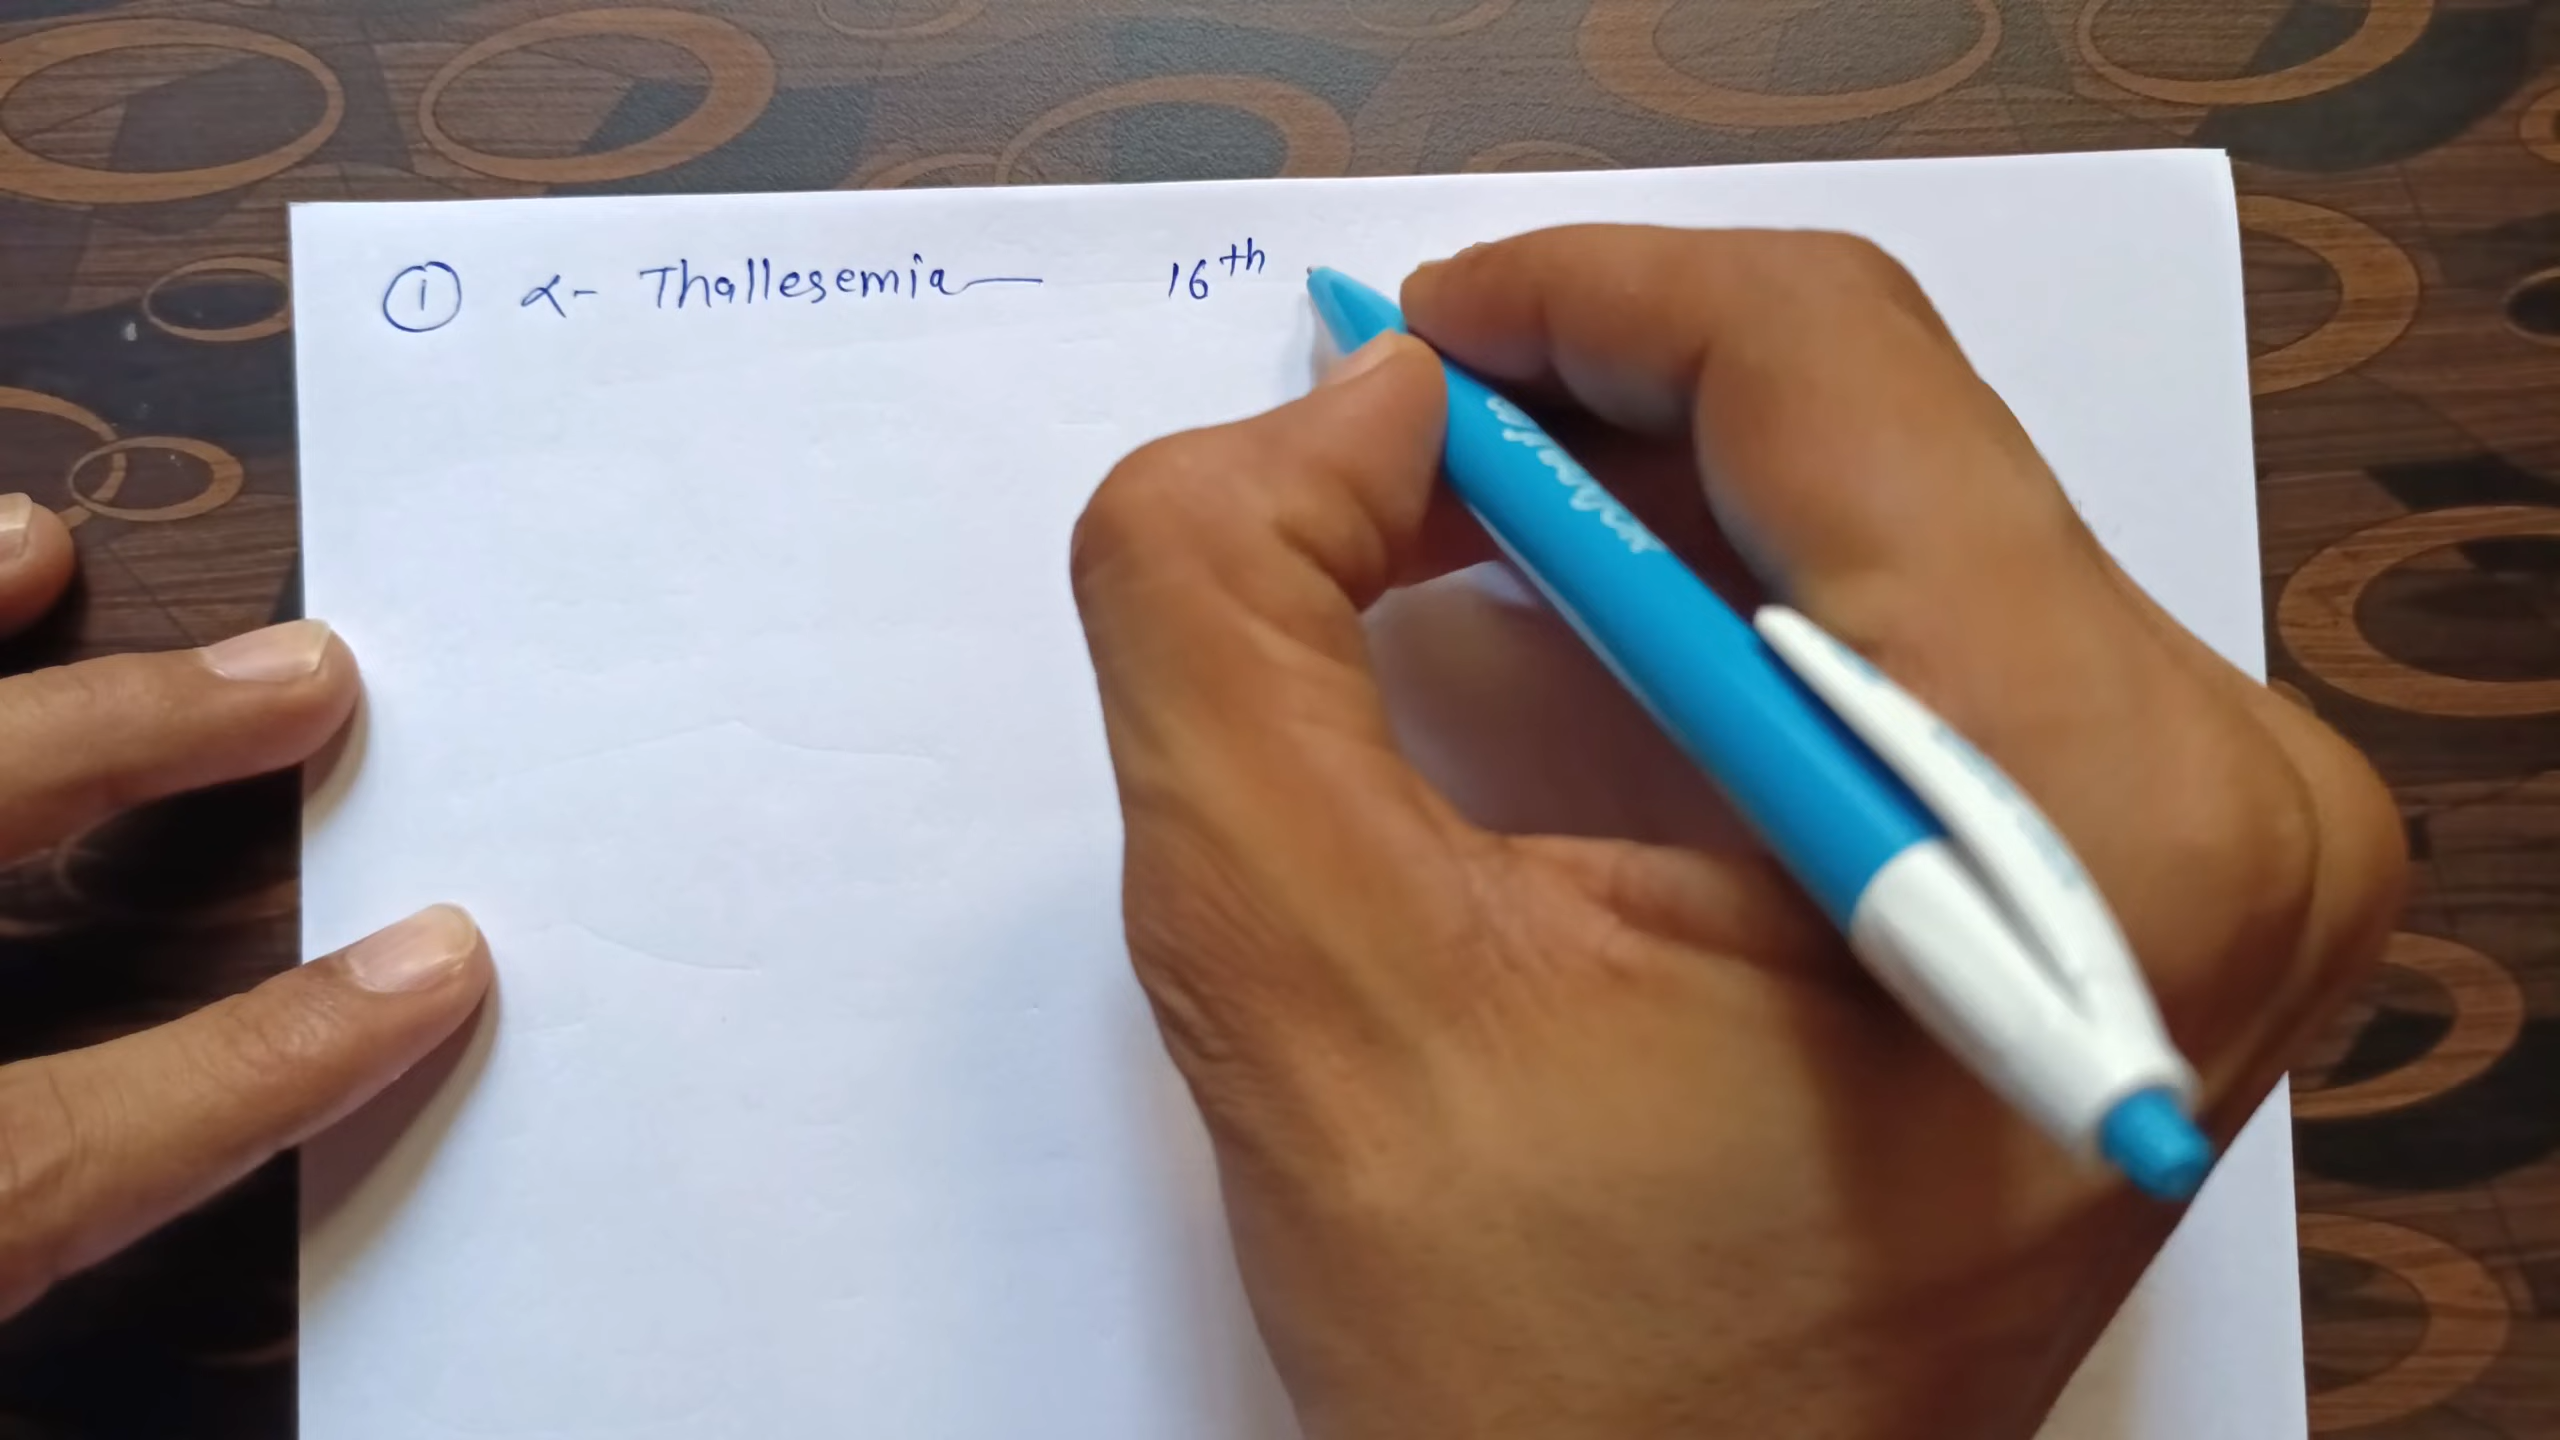 ① α- Thallesemia— 16th